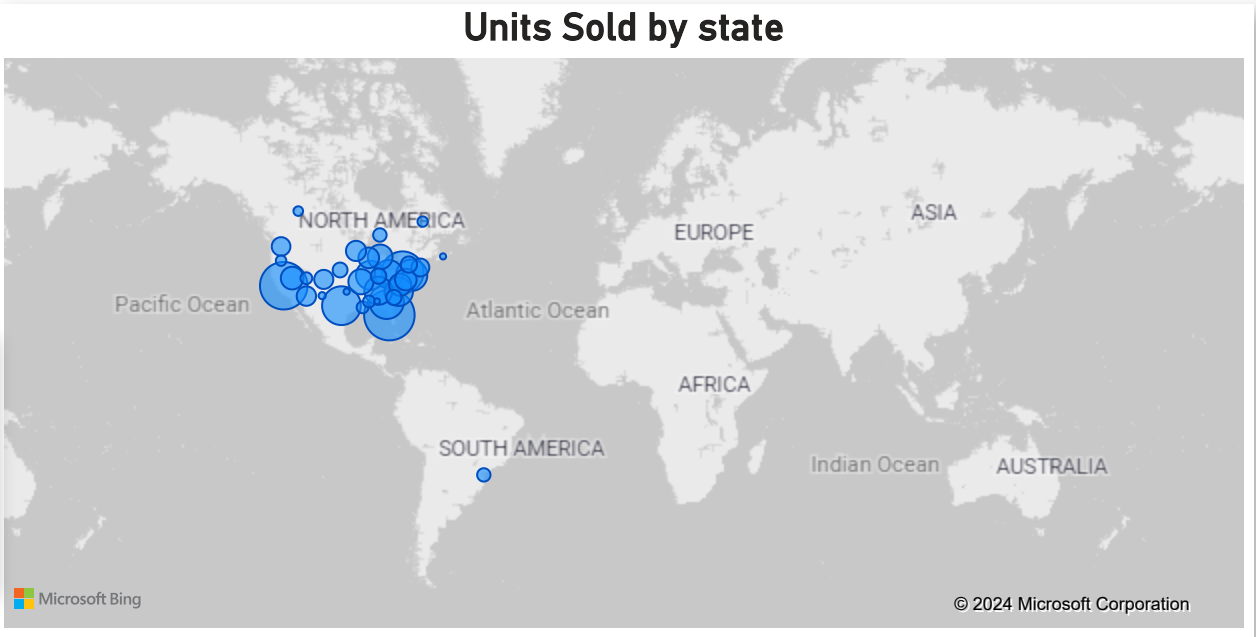 Units Sold by state
NORTH AMERICA
ASIA
EUROPE
Pacific Ocean
Atlantic Ocean
AFRICA
SOUTH AMERICA
Indian Ocean
AUSTRALIA
Microsoft Bing
© 2024 Microsoft Corporation